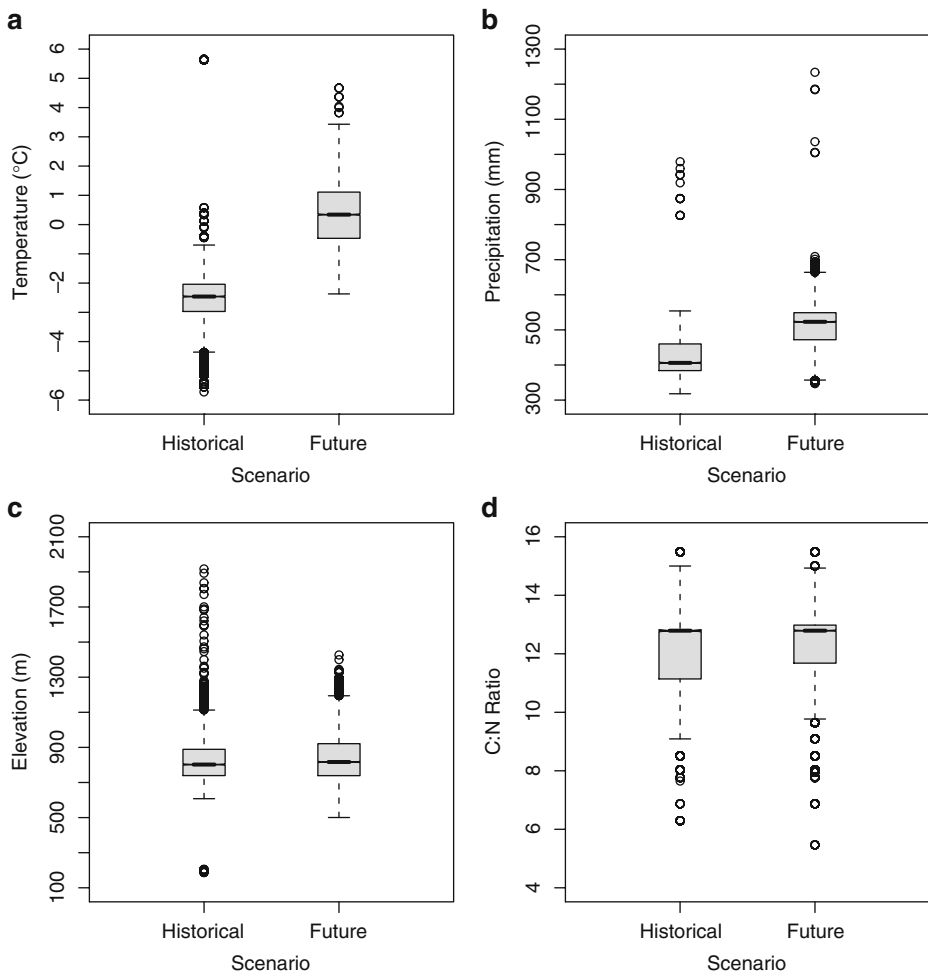 a
Temperature (°C)
6
5
4
3
2
1
0
−2
−4
−6
Historical
Future
Scenario
b
Precipitation (mm)
1300
1100
900
700
500
300
Historical
Future
Scenario
c
Elevation (m)
2100
1700
1300
900
500
100
Historical
Future
Scenario
d
C:N Ratio
16
14
12
10
8
6
4
Historical
Future
Scenario